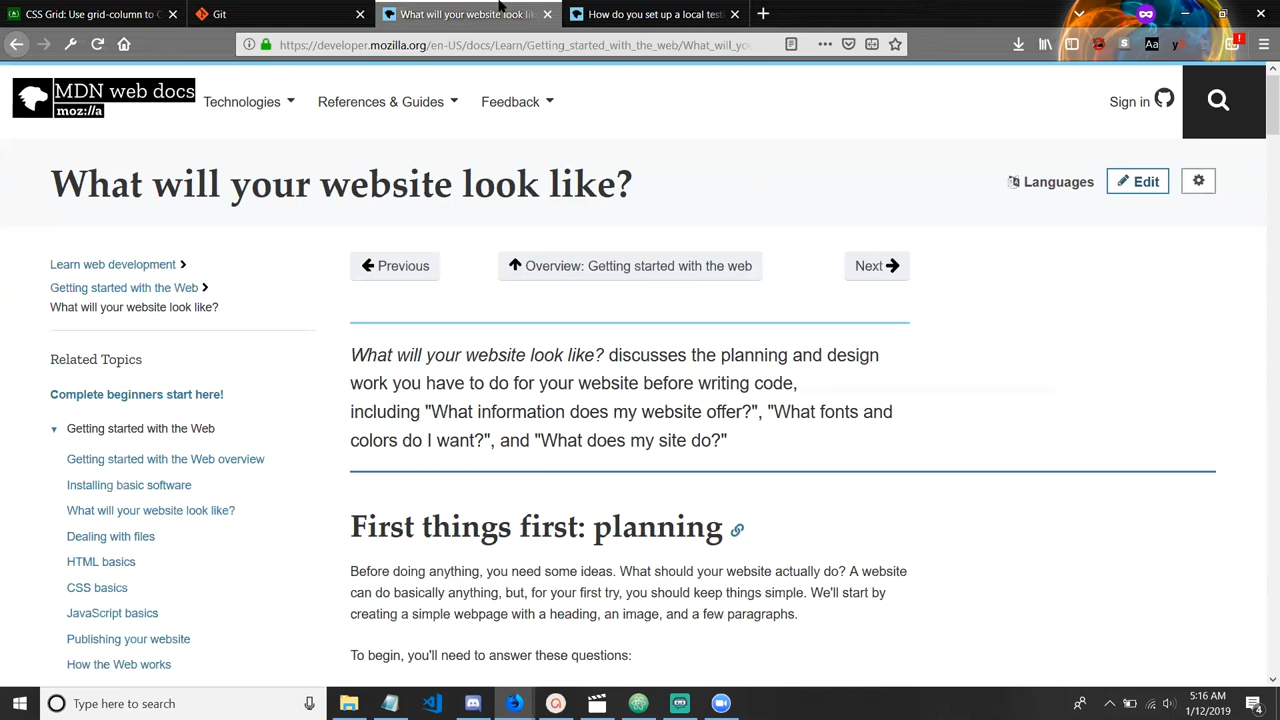 CSS Grid: Use grid-column to C
Git
What will your website look lik
How do you set up a local test
https://developer.mozilla.org/en-US/docs/Learn/Getting_started_with_the_web/What_will_yo
Aa
MDN web docs
moz://a
Technologies
References & Guides
Feedback
Sign in
What will your website look like?
Languages
Edit
Learn web development
Getting started with the Web
What will your website look like?
Related Topics
Complete beginners start here!
Getting started with the Web
Getting started with the Web overview
Installing basic software
What will your website look like?
Dealing with files
HTML basics
CSS basics
JavaScript basics
Publishing your website
How the Web works
Previous
Overview: Getting started with the web
Next
What will your website look like? discusses the planning and design
work you have to do for your website before writing code,
including "What information does my website offer?", "What fonts and
colors do I want?", and "What does my site do?"
First things first: planning
Before doing anything, you need some ideas. What should your website actually do? A website
can do basically anything, but, for your first try, you should keep things simple. We'll start by
creating a simple webpage with a heading, an image, and a few paragraphs.
To begin, you'll need to answer these questions:
Type here to search
5:16 AM
1/12/2019
4